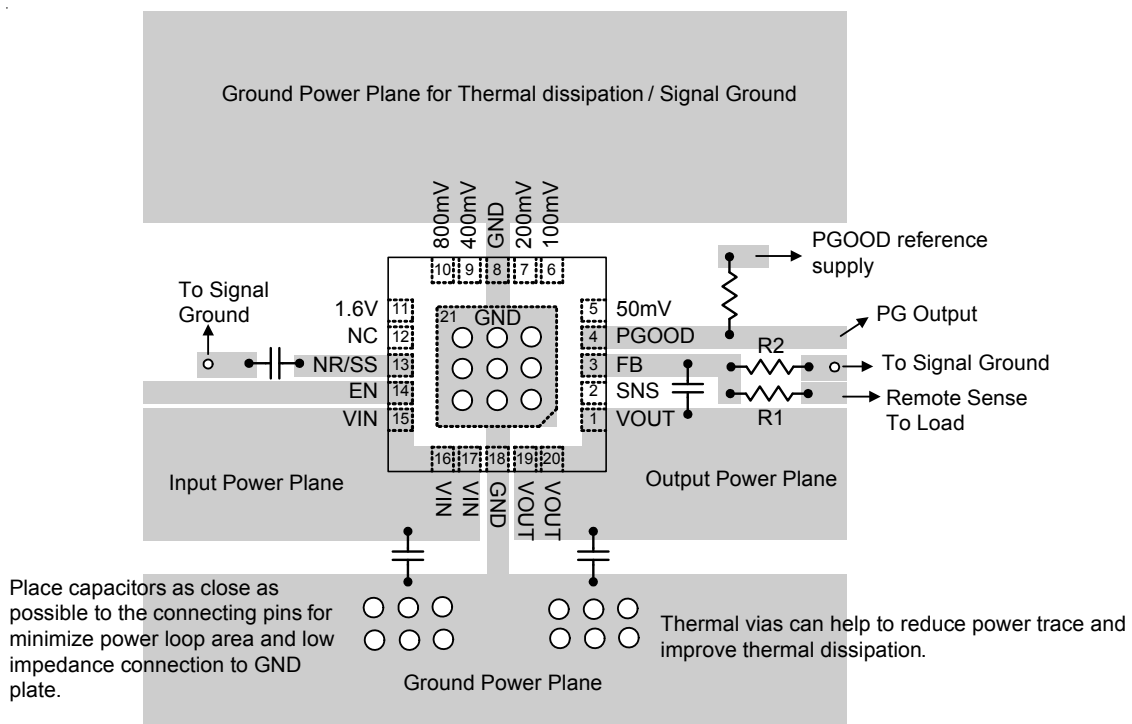 Ground Power Plane for Thermal dissipation / Signal Ground
800mV
400mV
GND
200mV
100mV
10
9
8
7
6
PGOOD reference
supply
To Signal
Ground
1.6V
11
NC
12
NR/SS
13
EN
14
VIN
15
21
GND
5
50mV
4
PGOOD
3
FB
2
SNS
1
VOUT
PG Output
R2
To Signal Ground
R1
Remote Sense
To Load
16
17
18
19
20
VIN
VIN
GND
VOUT
VOUT
Input Power Plane
Output Power Plane
Place capacitors as close as
possible to the connecting pins for
minimize power loop area and low
impedance connection to GND
plate.
Thermal vias can help to reduce power trace and
improve thermal dissipation.
Ground Power Plane